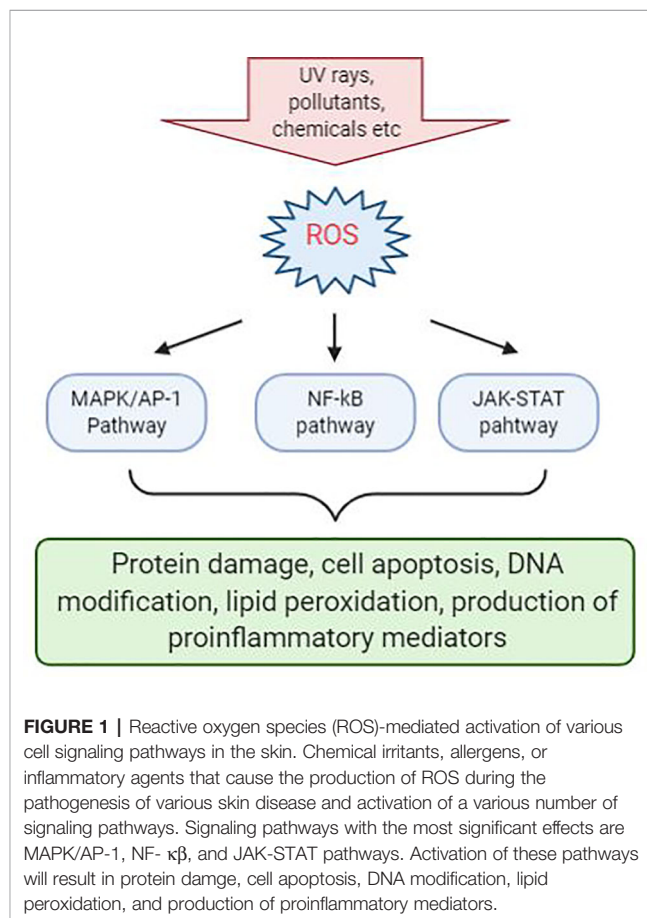 UV rays,
pollutants,
chemicals etc
ROS
MAPK/AP-1
Pathway
NF-kB
pathway
JAK-STAT
pahtway
Protein damage, cell apoptosis, DNA
modification, lipid peroxidation, production of
proinflammatory mediators
FIGURE 1 | Reactive oxygen species (ROS)-mediated activation of various
cell signaling pathways in the skin. Chemical irritants, allergens, or
inflammatory agents that cause the production of ROS during the
pathogenesis of various skin disease and activation of a various number of
signaling pathways. Signaling pathways with the most significant effects are
MAPK/AP-1, NF- κβ, and JAK-STAT pathways. Activation of these pathways
will result in protein damge, cell apoptosis, DNA modification, lipid
peroxidation, and production of proinflammatory mediators.